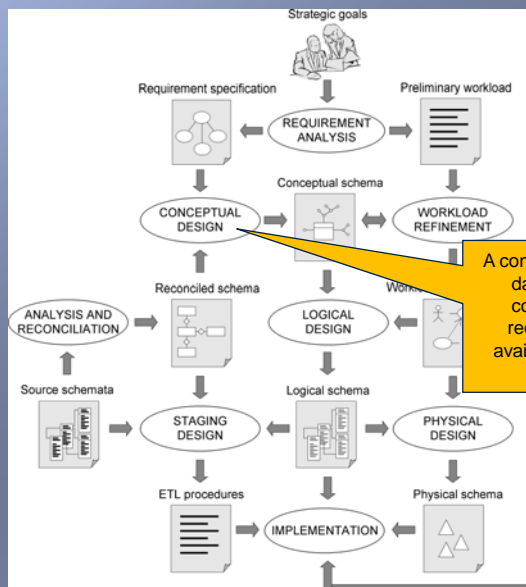 Strategic goals
Requirement specification
Preliminary workload
REQUIREMENT
ANALYSIS
Conceptual schema
CONCEPTUAL
DESIGN
WORKLOAD
REFINEMENT
A con
da
co
rec
avai
Reconciled schema
ANALYSIS AND
RECONCILIATION
LOGICAL
DESIGN
Source schemata
Logical schema
STAGING
DESIGN
PHYSICAL
DESIGN
ETL procedures
Physical schema
IMPLEMENTATION